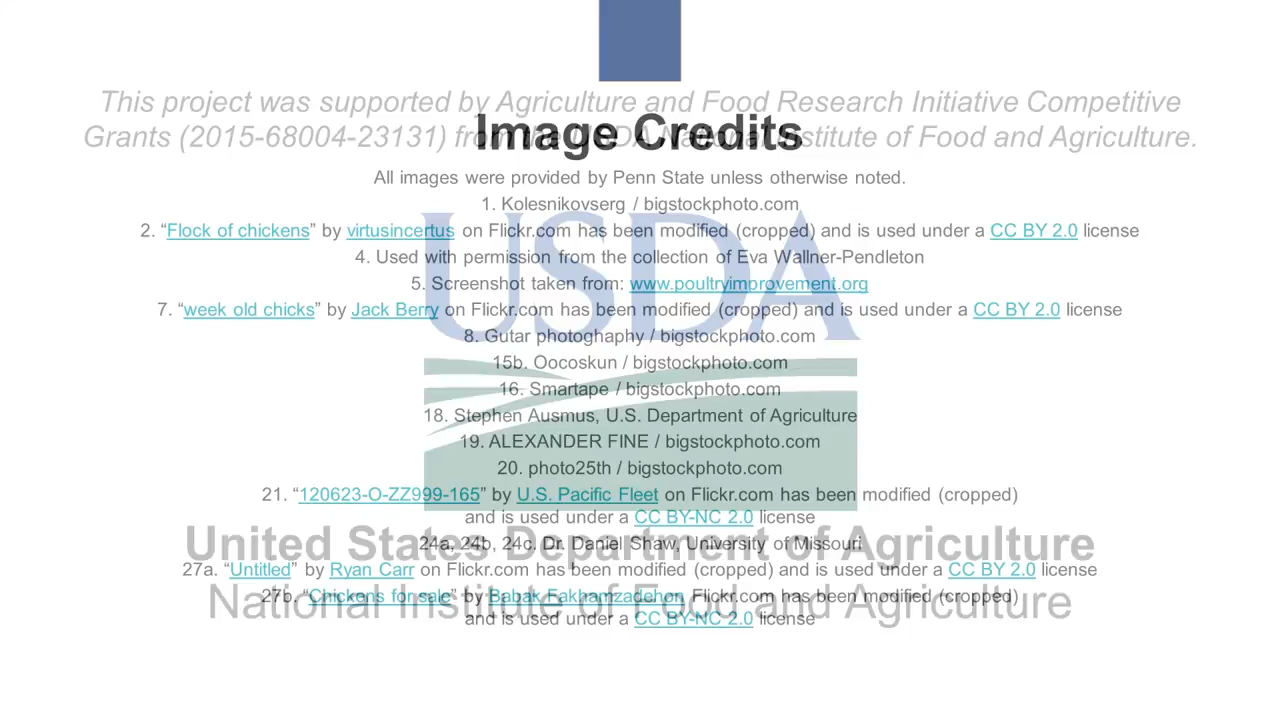 This project was supported by Agriculture and Food Research Initiative Competitive
Grants (2015-68004-23131) from the USDA National Institute of Food and Agriculture.
Image Credits
All images were provided by Penn State unless otherwise noted.
1. Kolesnikovserg / bigstockphoto.com
2. “Flock of chickens” by virtusincertus on Flickr.com has been modified (cropped) and is used under a CC BY 2.0 license
4. Used with permission from the collection of Eva Wallner-Pendleton
5. Screenshot taken from: www.poultryimprovement.org
7. “week old chicks” by Jack Berry on Flickr.com has been modified (cropped) and is used under a CC BY 2.0 license
USDA
8. Gutar photoghaphy / bigstockphoto.com
15b. Oocoskun / bigstockphoto.com
16. Smartape / bigstockphoto.com
18. Stephen Ausmus, U.S. Department of Agriculture
19. ALEXANDER FINE / bigstockphoto.com
20. photo25th / bigstockphoto.com
21. “120623-O-ZZ999-165” by U.S. Pacific Fleet on Flickr.com has been modified (cropped)
and is used under a CC BY-NC 2.0 license
United States Department of Agriculture
24a, 24b, 24c. Dr. Daniel Shaw, University of Missouri
27a. “Untitled” by Ryan Carr on Flickr.com has been modified (cropped) and is used under a CC BY 2.0 license
National Institute of Food and Agriculture
27b. “Chickens for sale” by Babak Fakhamzadehon Flickr.com has been modified (cropped)
and is used under a CC BY-NC 2.0 license